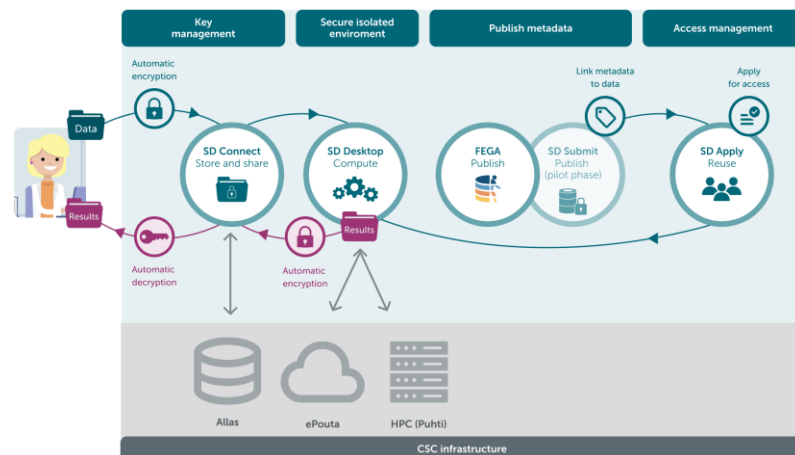 Key
management
Secure isolated
enviroment
Publish metadata
Access management
Automatic
encryption
Link metadata
to data
Apply
for access
Data
SD Connect
Store and share
SD Desktop
Compute
FEGA
Publish
SD Submit
Publish
(pilot phase)
SD Apply
Reuse
Results
Results
Automatic
decryption
Automatic
encryption
Allas
ePouta
HPC (Puhti)
CSC infrastructure